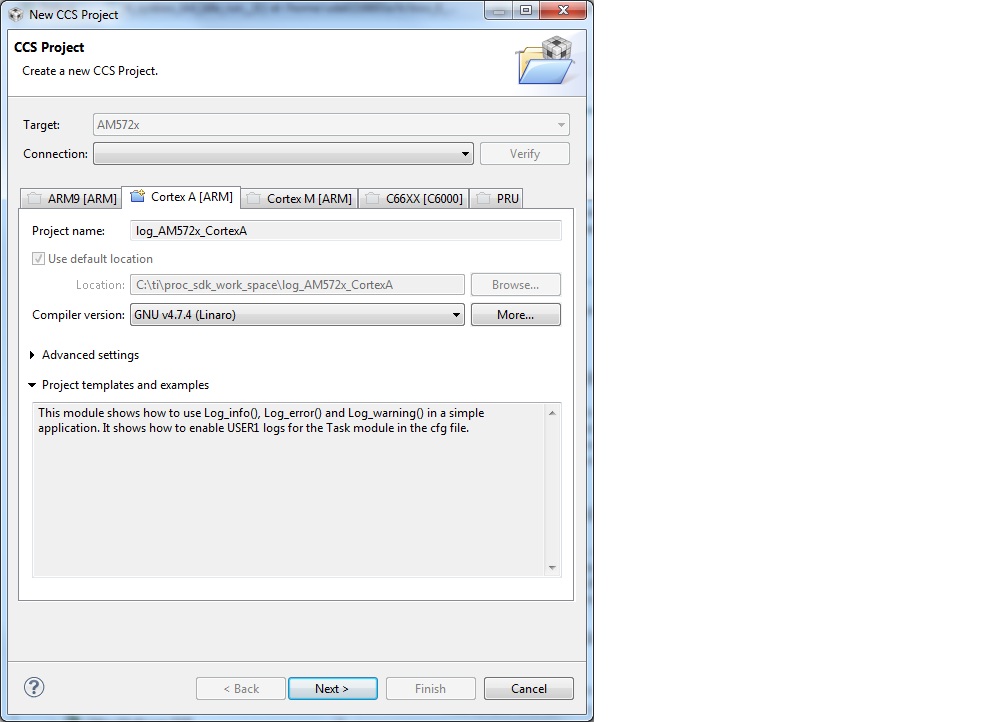 New CCS Project
CCS Project
Create a new CCS Project.
Target: AM572x
Connection: Verify
ARM9 [ARM] Cortex A [ARM] Cortex M [ARM] C66XX [C6000] PRU
Project name: log_AM572x_CortexA
Use default location
Location: C:\ti\proc_sdk_work_space\log_AM572x_CortexA Browse...
Compiler version: GNU v4.7.4 (Linaro) More...
Advanced settings
Project templates and examples
This module shows how to use Log_info(), Log_error() and Log_warning() in a simple
application. It shows how to enable USER1 logs for the Task module in the cfg file.
? < Back Next > Finish Cancel